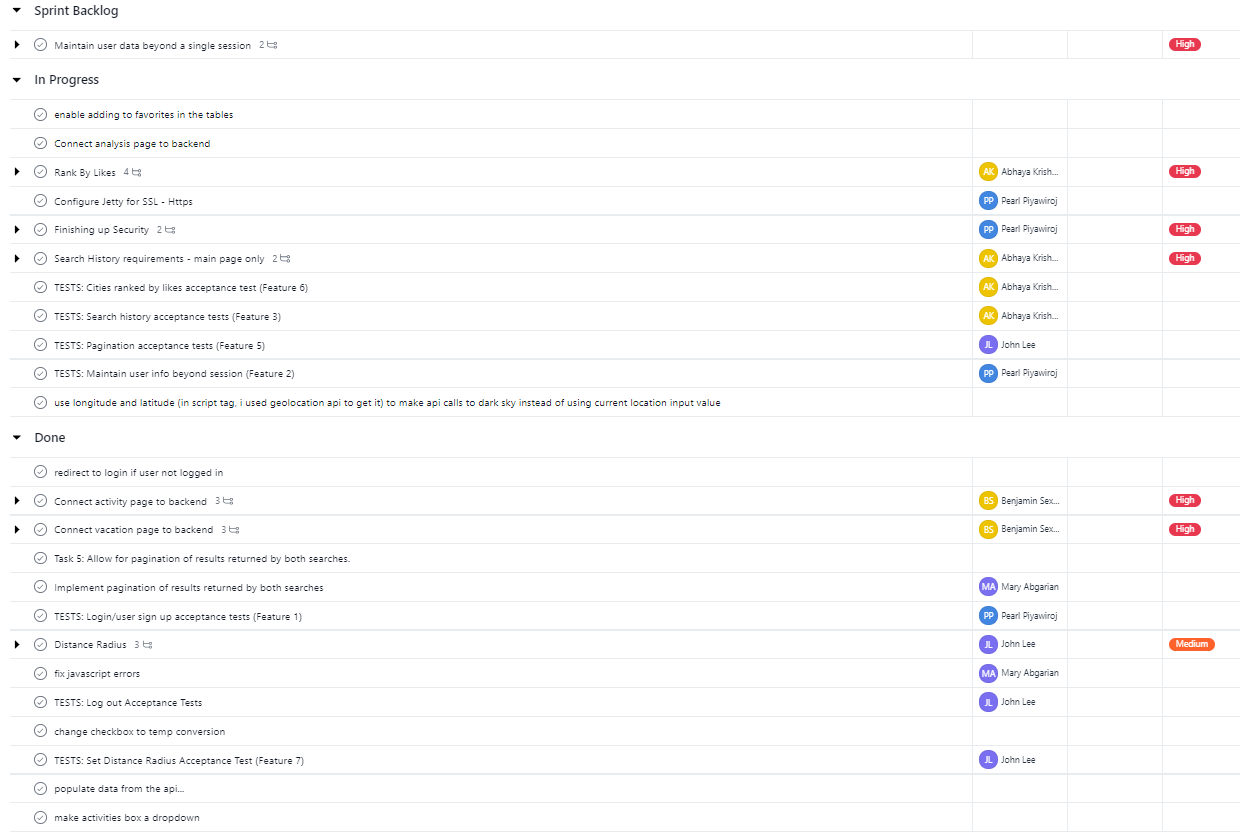 Sprint Backlog
Maintain user data beyond a single session 2 High
In Progress
enable adding to favorites in the tables
Connect analysis page to backend
Rank By Likes 4 AK Abhaya Krish... High
Configure Jetty for SSL - Https PP Pearl Piyawiroj
Finishing up Security 2 PP Pearl Piyawiroj High
Search History requirements - main page only 2 AK Abhaya Krish... High
TESTS: Cities ranked by likes acceptance test (Feature 6) AK Abhaya Krish...
TESTS: Search history acceptance tests (Feature 3) AK Abhaya Krish...
TESTS: Pagination acceptance tests (Feature 5) JL John Lee
TESTS: Maintain user info beyond session (Feature 2) PP Pearl Piyawiroj
use longitude and latitude (in script tag, i used geolocation api to get it) to make api calls to dark sky instead of using current location input value
Done
redirect to login if user not logged in
Connect activity page to backend 3 BS Benjamin Sex... High
Connect vacation page to backend 3 BS Benjamin Sex... High
Task 5: Allow for pagination of results returned by both searches.
Implement pagination of results returned by both searches MA Mary Abgarian
TESTS: Login/user sign up acceptance tests (Feature 1) PP Pearl Piyawiroj
Distance Radius 3 JL John Lee Medium
fix javascript errors MA Mary Abgarian
TESTS: Log out Acceptance Tests JL John Lee
change checkbox to temp conversion
TESTS: Set Distance Radius Acceptance Test (Feature 7) JL John Lee
populate data from the api...
make activities box a dropdown